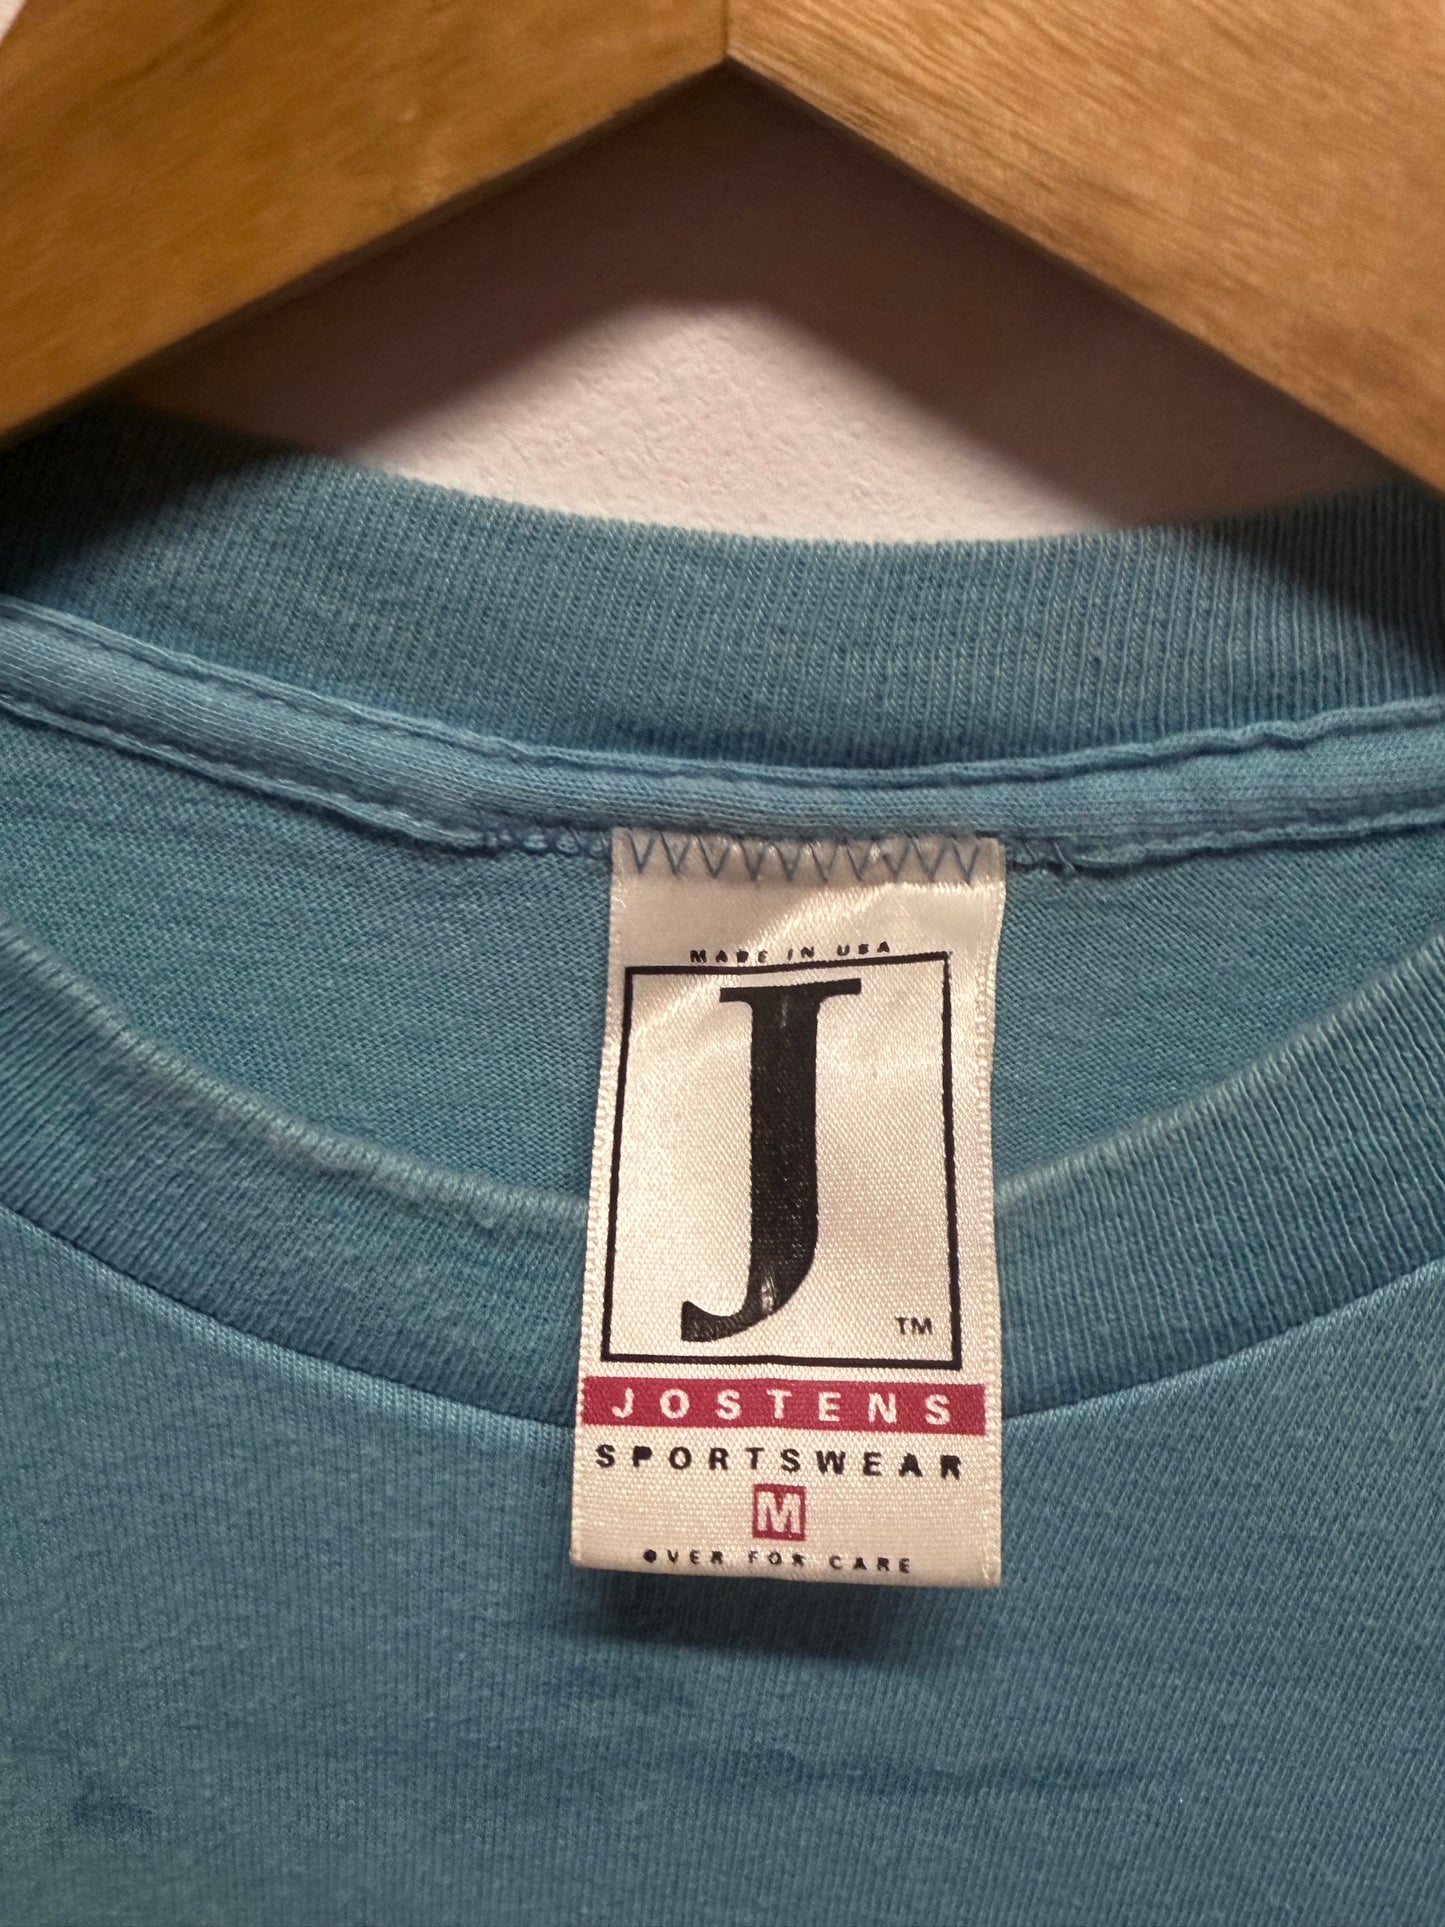 MADE IN USA
J
TM
JOSTENS
SPORTSWEAR
M
OVER FOR CARE